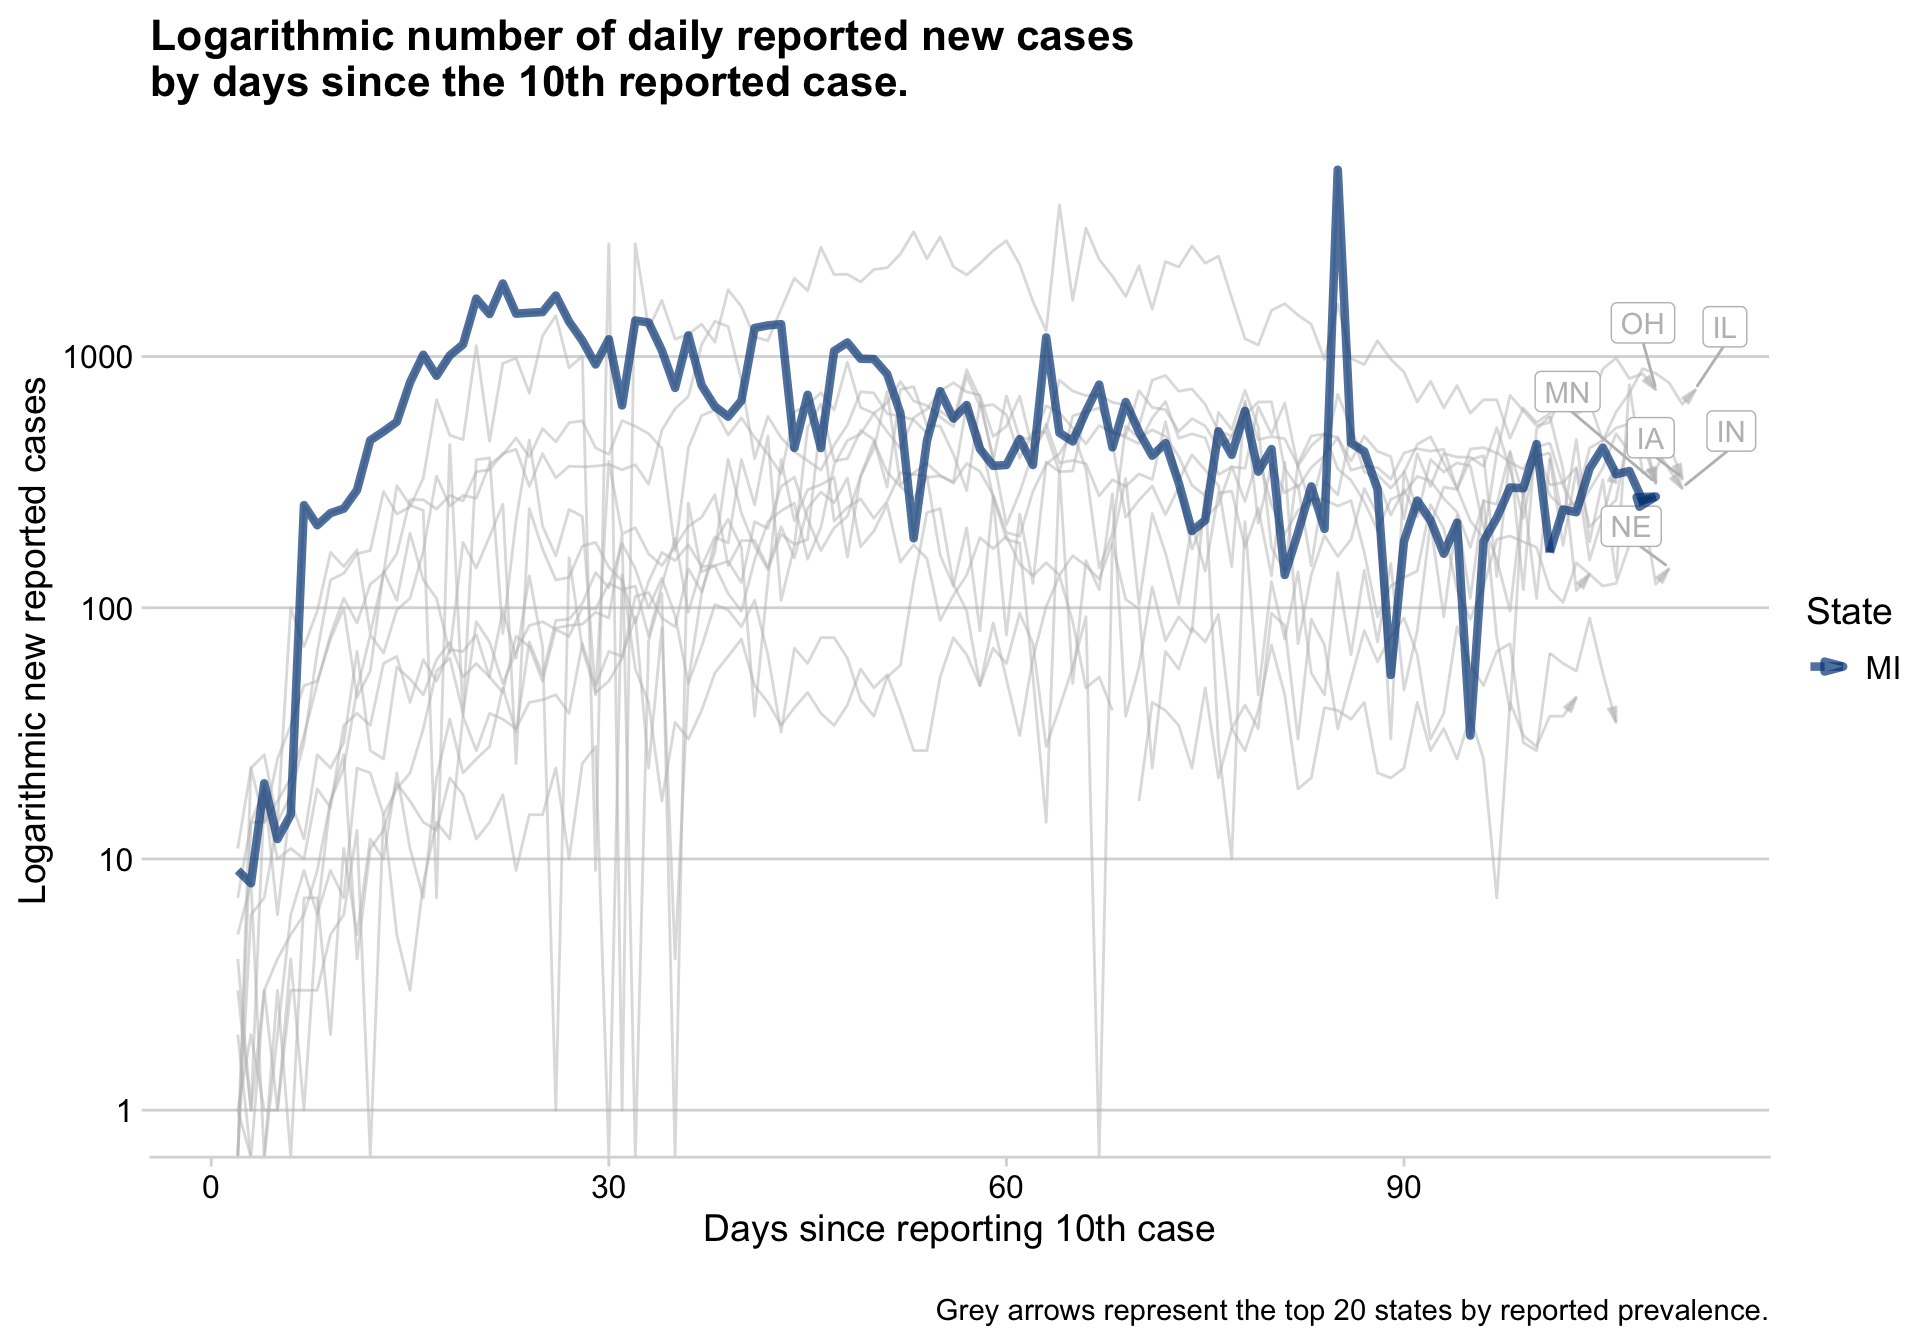 Logarithmic number of daily reported new cases
by days since the 10th reported case.
Logarithmic new reported cases
1000
100
10
1
OH
IL
MN
IA
IN
NE
State
MI
0
30
60
90
Days since reporting 10th case
Grey arrows represent the top 20 states by reported prevalence.